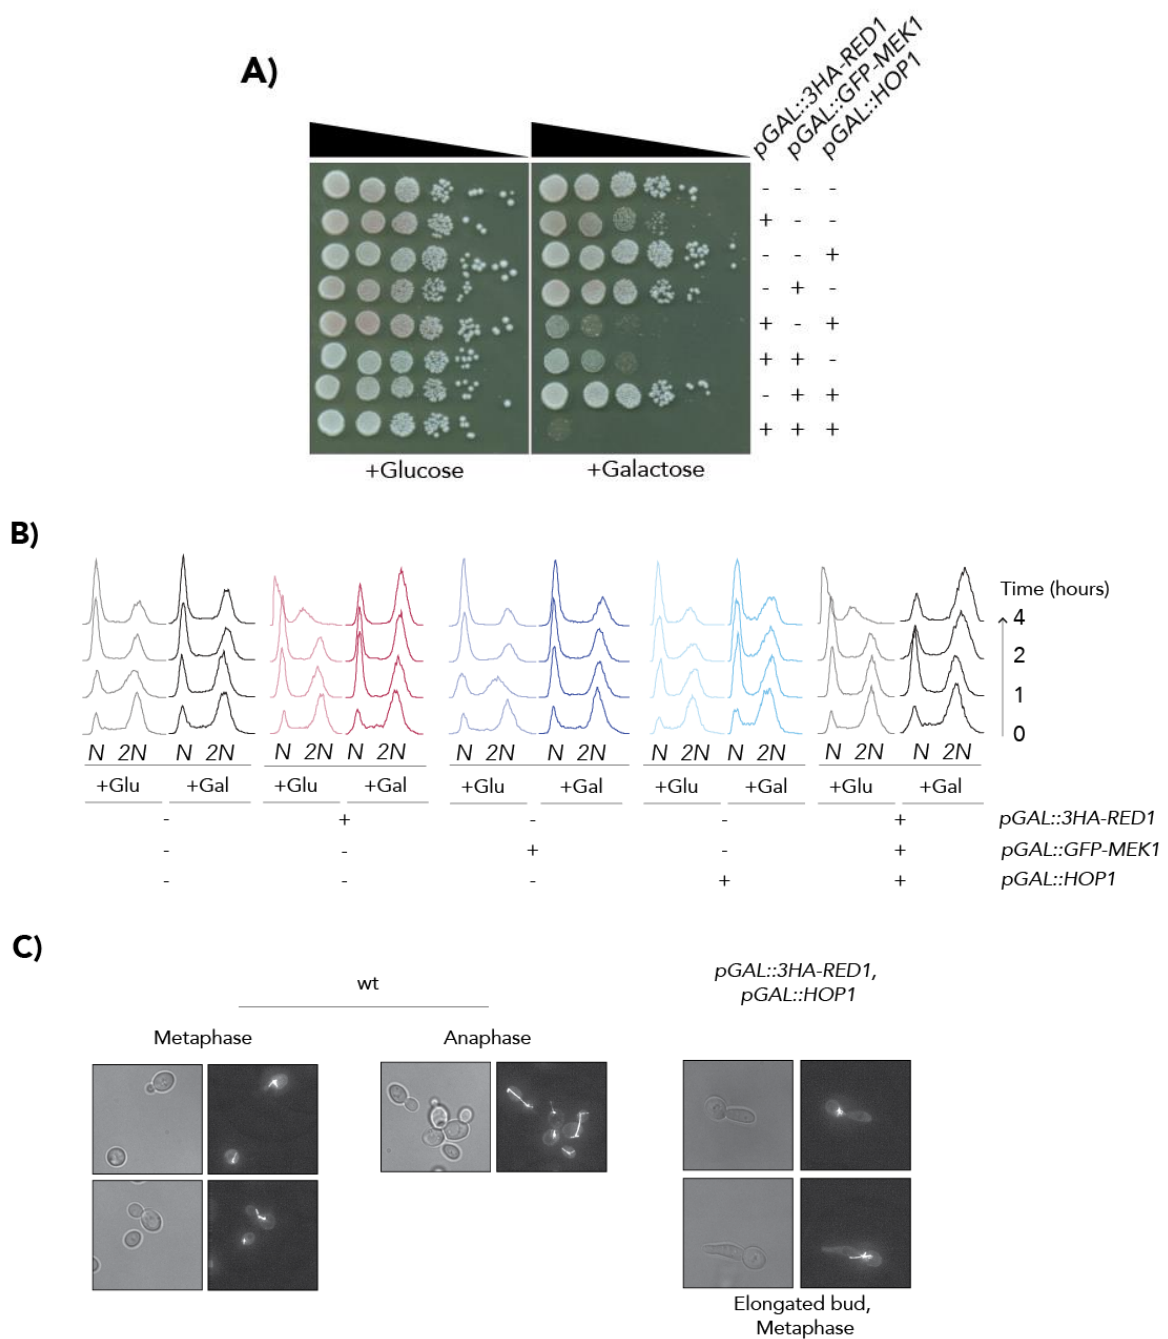 A)
pGAL::3HA-RED1
pGAL::GFP-MEK1
pGAL::HOP1
- - -
+ - -
- - +
- + -
+ - +
+ + -
- + +
+ + +
+Glucose +Galactose
B)
Time (hours)
4
2
1
0
N 2N N 2N N 2N N 2N N 2N N 2N N 2N N 2N N 2N N 2N
+Glu +Gal +Glu +Gal +Glu +Gal +Glu +Gal +Glu +Gal
- + - - + pGAL::3HA-RED1
- - + - + pGAL::GFP-MEK1
- - - + + pGAL::HOP1
C)
wt
pGAL::3HA-RED1,
pGAL::HOP1
Metaphase Anaphase
Elongated bud,
Metaphase